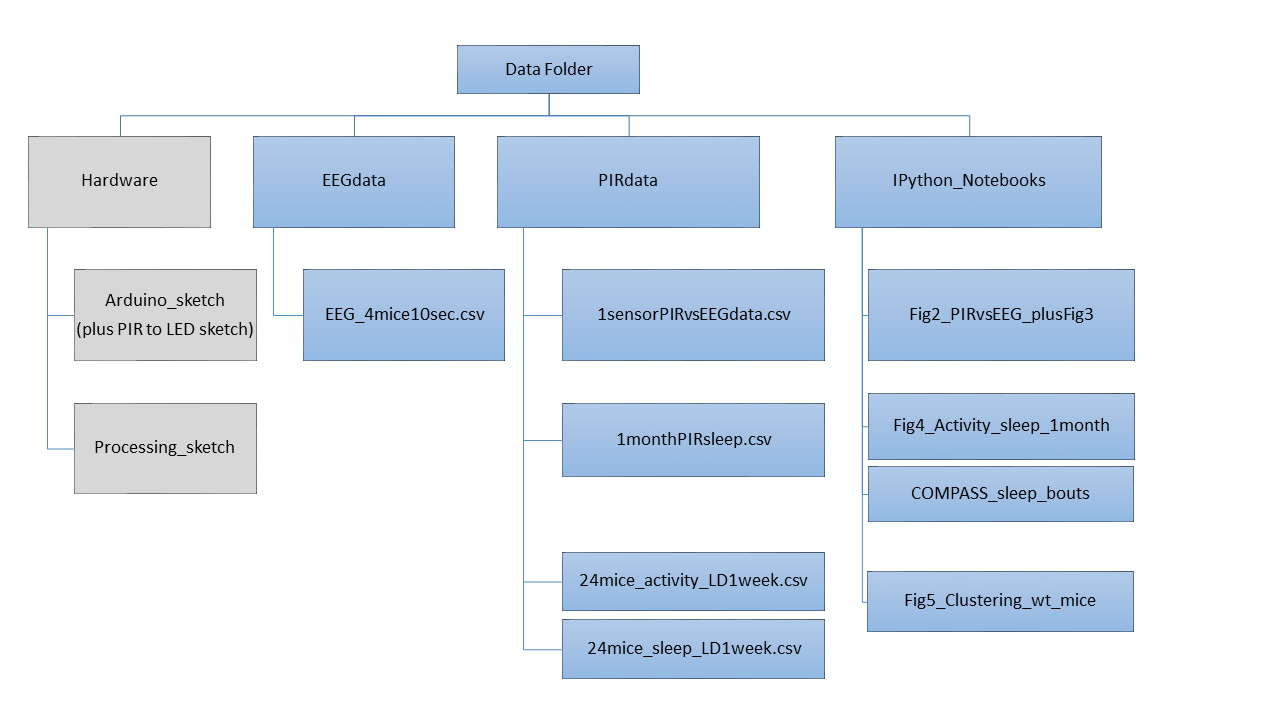 Data Folder
Hardware
EEGdata
PIRdata
IPython_Notebooks
Arduino_sketch
(plus PIR to LED sketch)
EEG_4mice10sec.csv
1sensorPIRvsEEGdata.csv
Fig2_PIRvsEEG_plusFig3
Processing_sketch
1monthPIRsleep.csv
Fig4_Activity_sleep_1month
COMPASS_sleep_bouts
24mice_activity_LD1week.csv
Fig5_Clustering_wt_mice
24mice_sleep_LD1week.csv